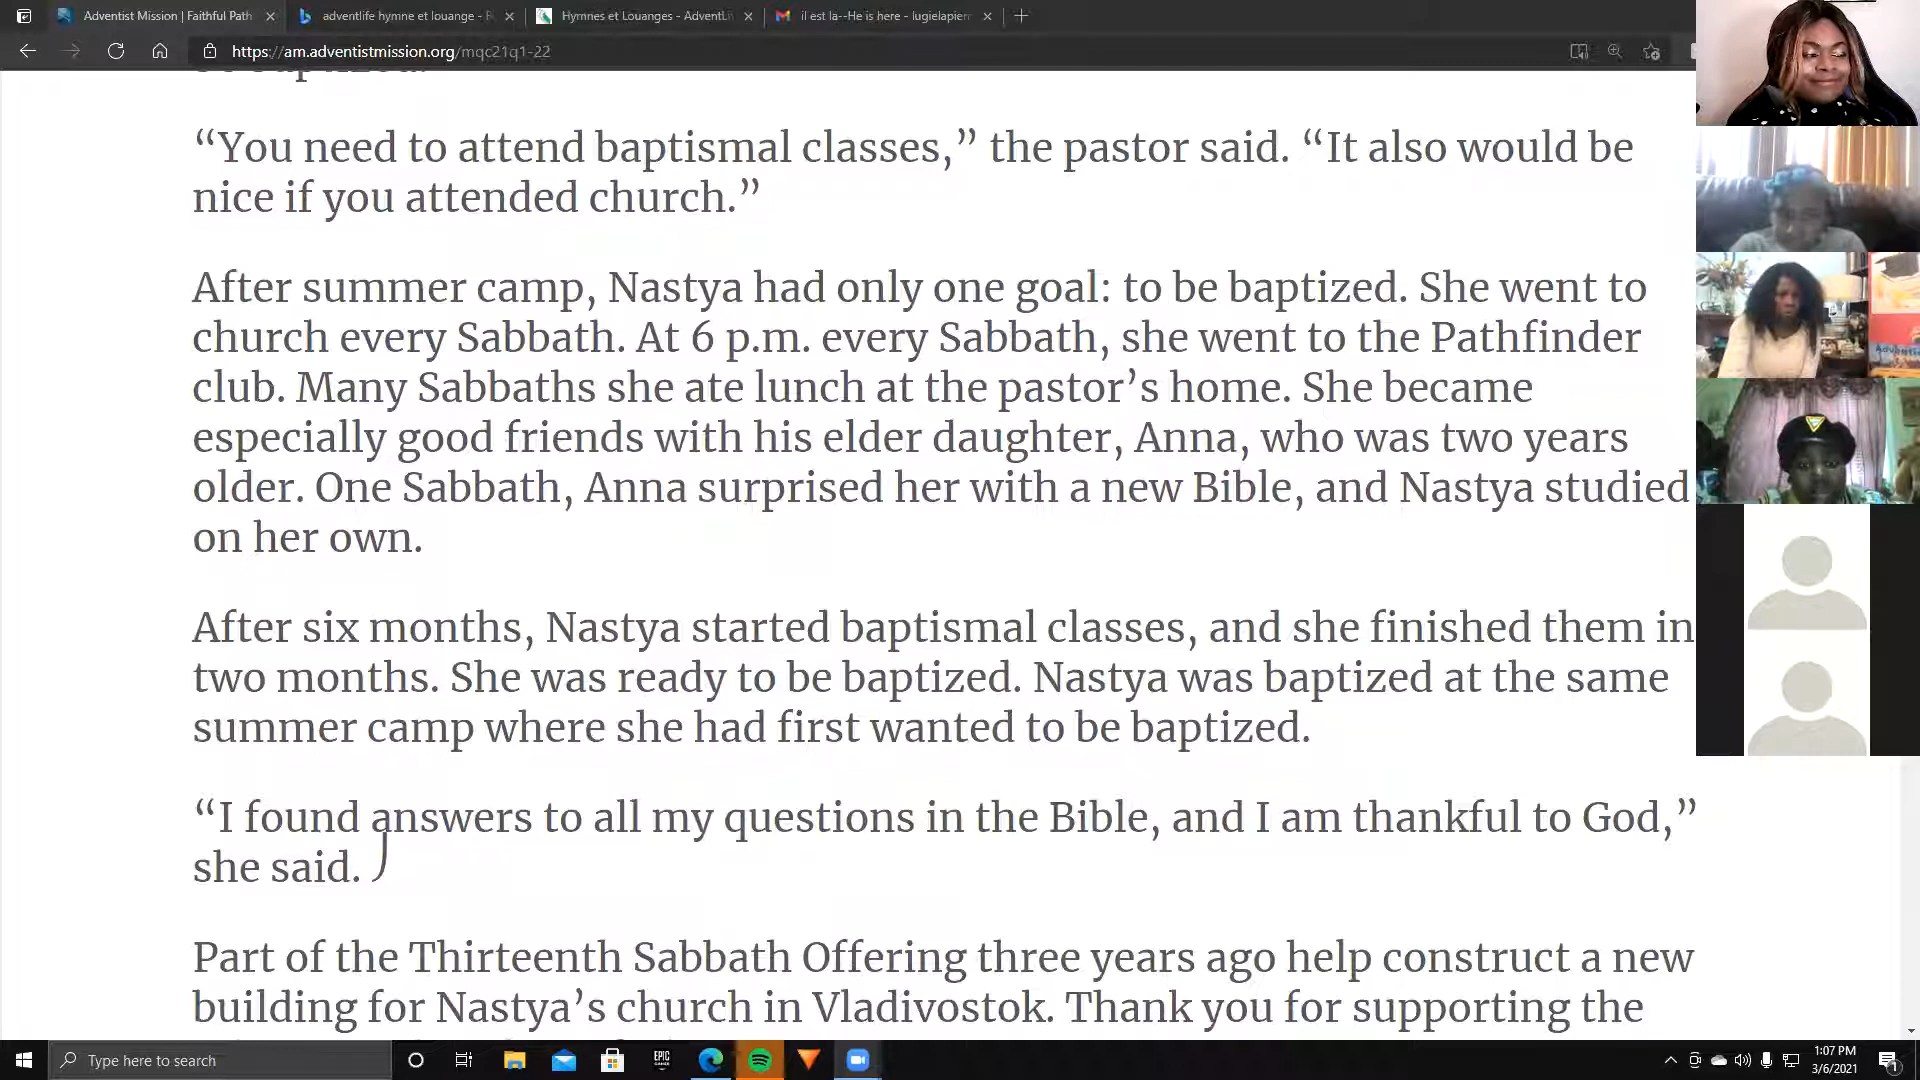 Adventist Mission | Faithful Path
adventlife hymne et louange -
Hymnes et Louanges - AdventLi
il est la--He is here - lugielapier
https://am.adventistmission.org/mqc21q1-22
“You need to attend baptismal classes,” the pastor said. “It also would be
nice if you attended church.”
After summer camp, Nastya had only one goal: to be baptized. She went to
church every Sabbath. At 6 p.m. every Sabbath, she went to the Pathfinder
club. Many Sabbaths she ate lunch at the pastor’s home. She became
especially good friends with his elder daughter, Anna, who was two years
older. One Sabbath, Anna surprised her with a new Bible, and Nastya studied
on her own.
After six months, Nastya started baptismal classes, and she finished them in
two months. She was ready to be baptized. Nastya was baptized at the same
summer camp where she had first wanted to be baptized.
“I found answers to all my questions in the Bible, and I am thankful to God,”
she said.
Part of the Thirteenth Sabbath Offering three years ago help construct a new
building for Nastya’s church in Vladivostok. Thank you for supporting the
Type here to search
EPIC
1:07 PM
3/6/2021
1